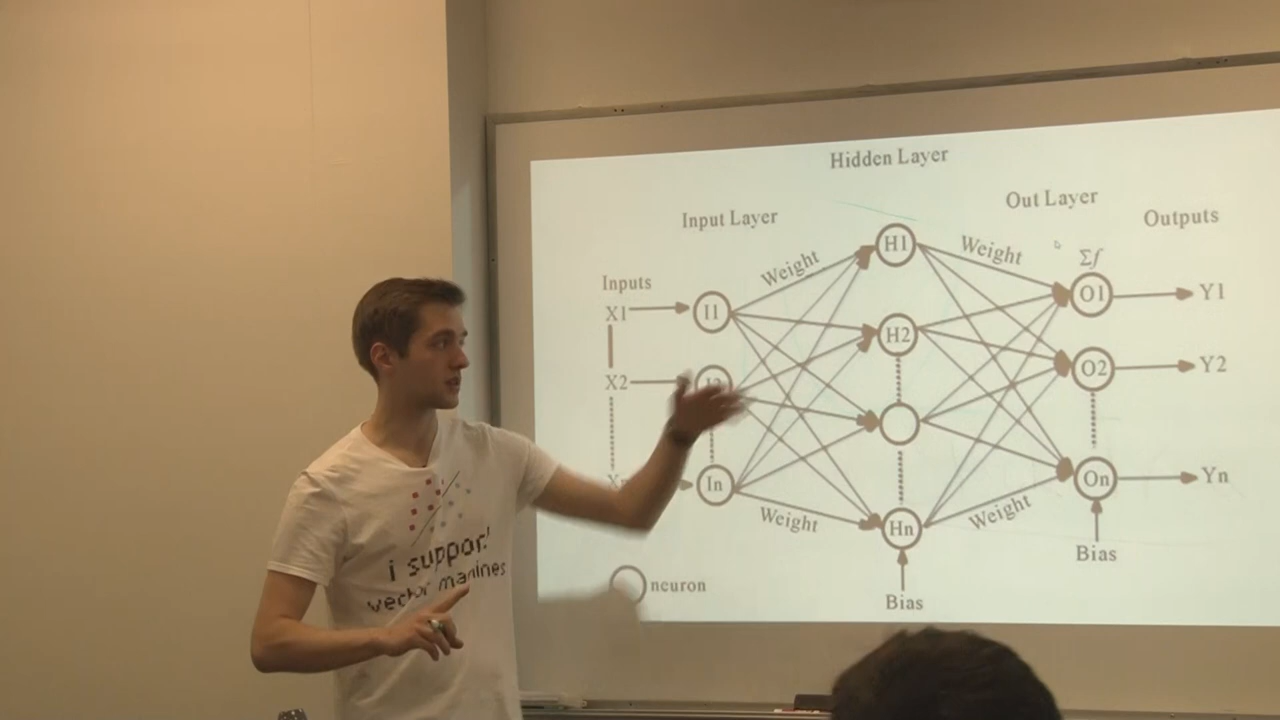 Hidden Layer
Out Layer
Input Layer
Outputs
Inputs
Weight
Weight
Σf
X1
I1
H1
O1
Y1
X2
H2
O2
Y2
In
Hn
On
Yn
Weight
Weight
Bias
Bias
neuron
i support
vector